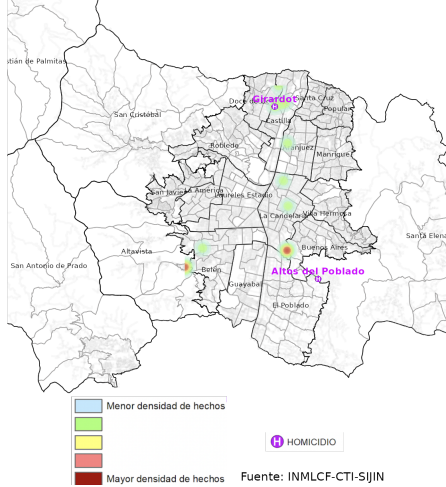 tián de Palmitas
San Cristóbal
Doce de
Girardot
Santa Cruz
Popular
Castilla
Robledo
njuez
Manrique
San Javier
La América
Laureles Estadio
La Candelaria
Villa Hermosa
Santa Elena
Altavista
Buenos Aires
San Antonio de Prado
Belén
Altos del Poblado
H
Guayabal
El Poblado
Menor densidad de hechos
H HOMICIDIO
Mayor densidad de hechos
Fuente: INMLCF-CTI-SIJIN